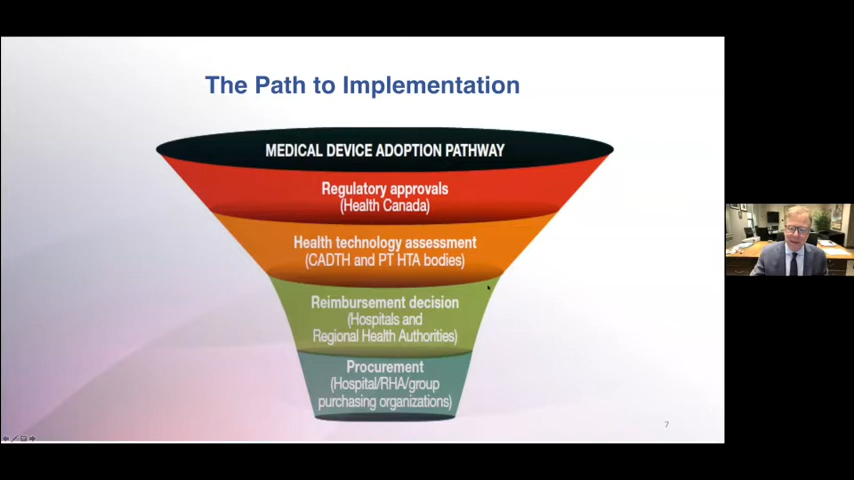 The Path to Implementation
MEDICAL DEVICE ADOPTION PATHWAY
Regulatory approvals
(Health Canada)
Health technology assessment
(CADTH and PT HTA bodies)
Reimbursement decision
(Hospitals and
Regional Health Authorities)
Procurement
(Hospital/RHA/group
purchasing organizations)
7